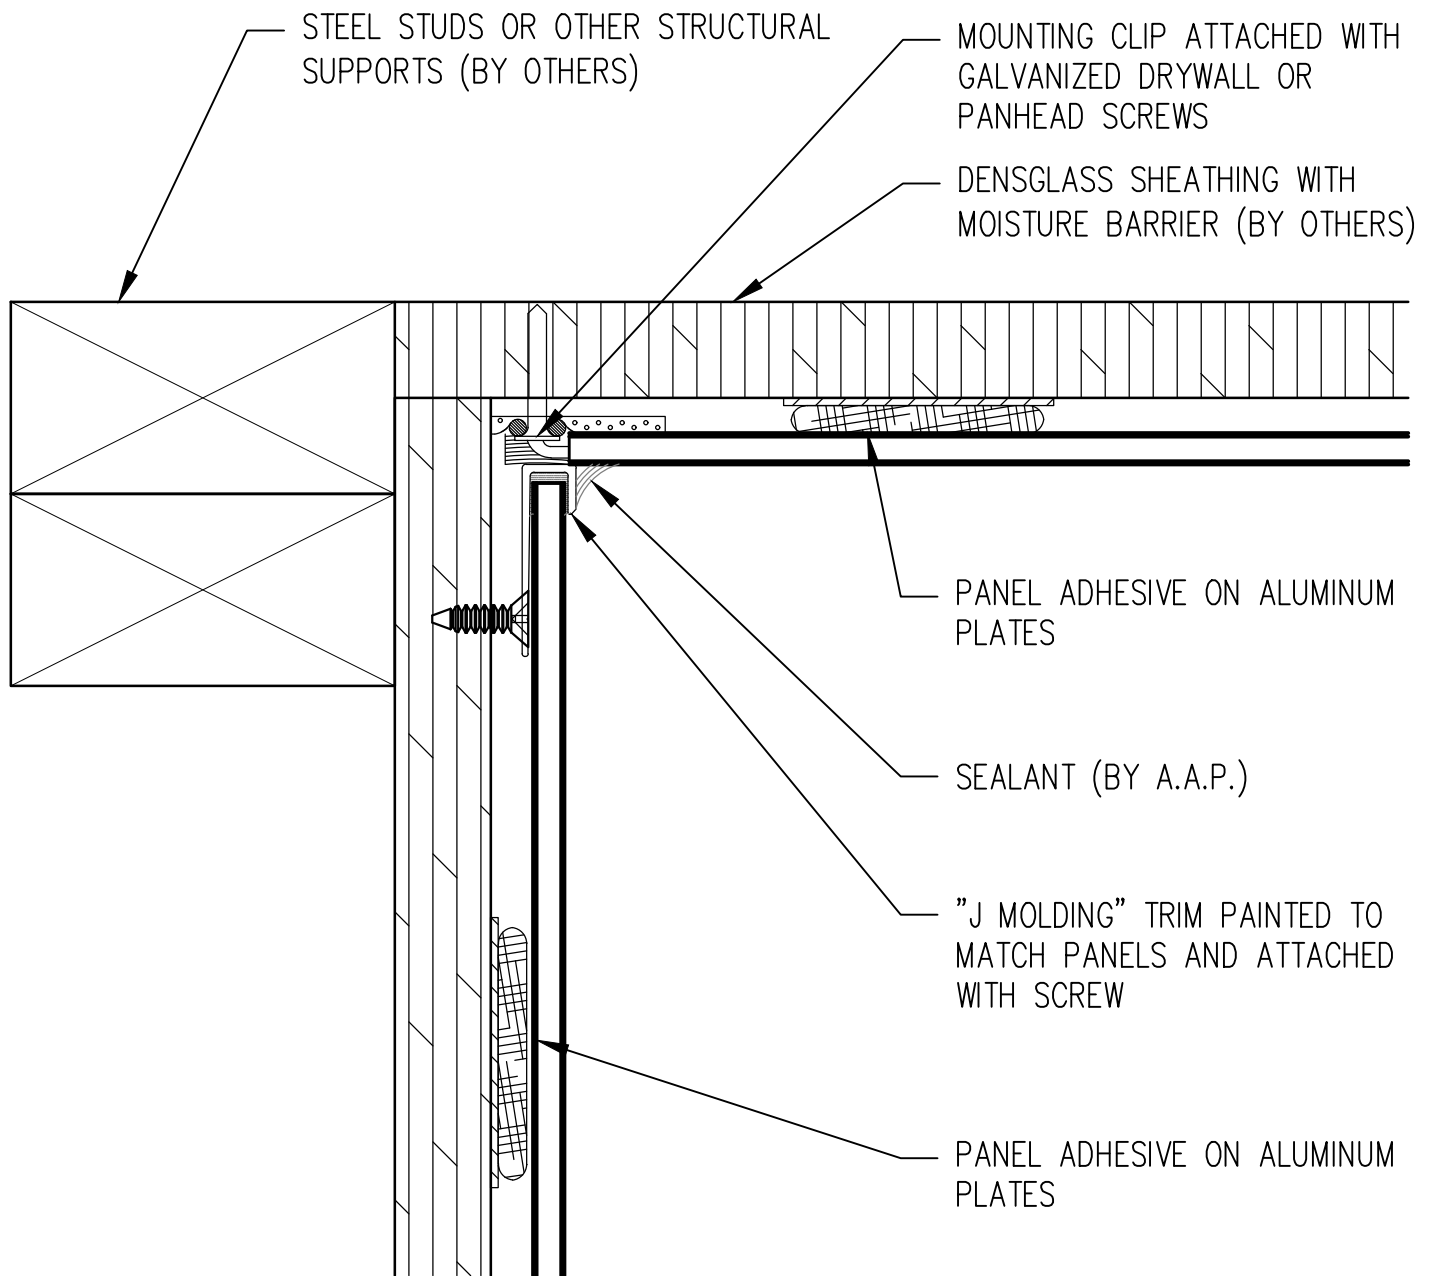 STEEL STUDS OR OTHER STRUCTURAL
SUPPORTS (BY OTHERS)
MOUNTING CLIP ATTACHED WITH
GALVANIZED DRYWALL OR
PANHEAD SCREWS
DENSGLASS SHEATHING WITH
MOISTURE BARRIER (BY OTHERS)
PANEL ADHESIVE ON ALUMINUM
PLATES
SEALANT (BY A.A.P.)
"J MOLDING" TRIM PAINTED TO
MATCH PANELS AND ATTACHED
WITH SCREW
PANEL ADHESIVE ON ALUMINUM
PLATES